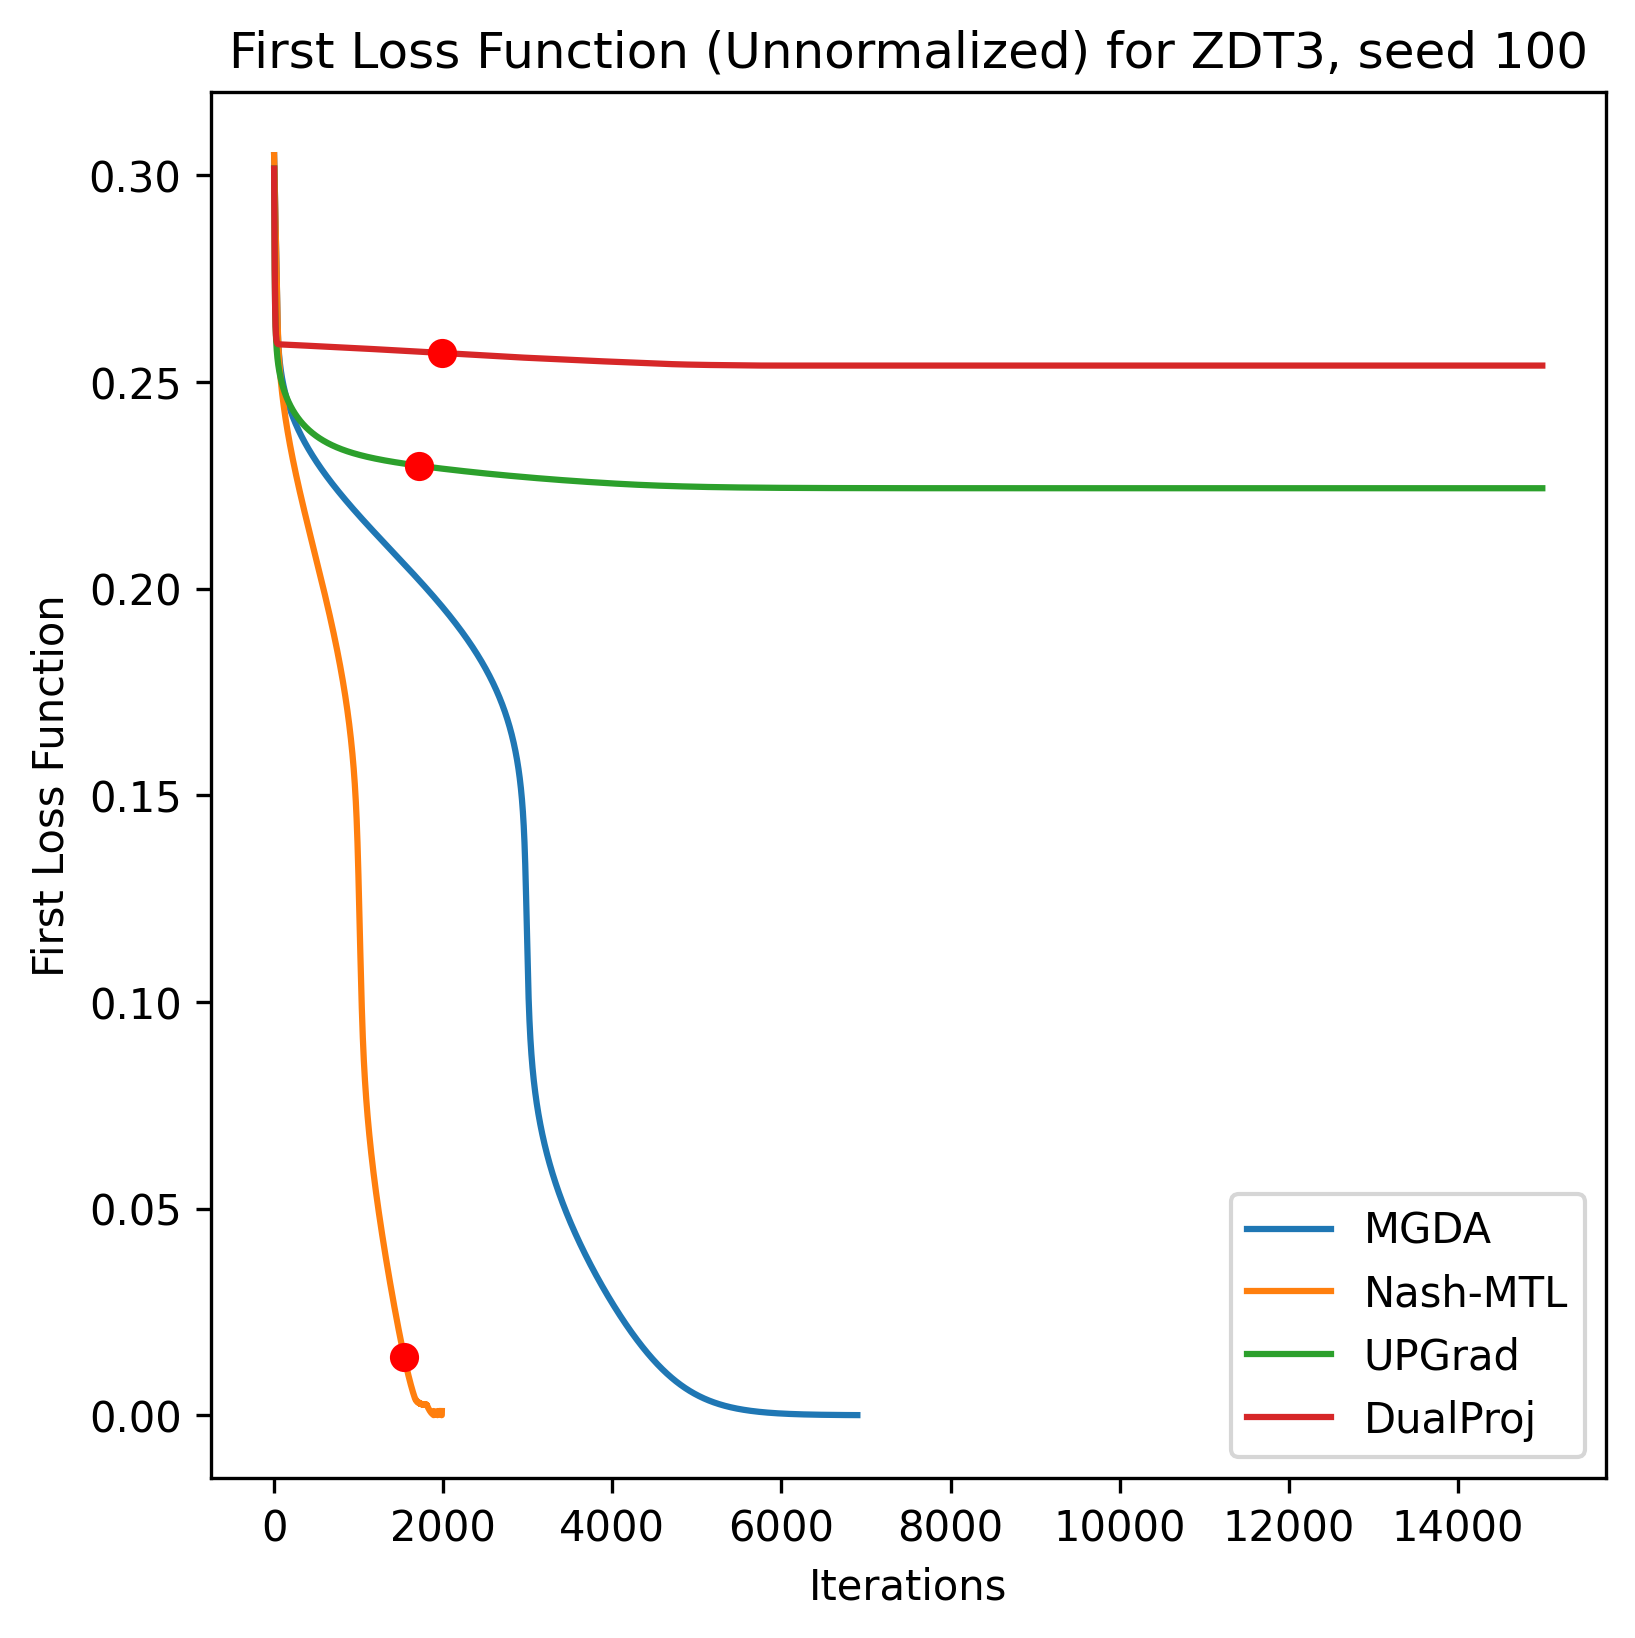 First Loss Function (Unnormalized) for ZDT3, seed 100
First Loss Function
0.30
0.25
0.20
0.15
0.10
0.05
0.00
0 2000 4000 6000 8000 10000 12000 14000
Iterations
MGDA
Nash-MTL
UPGrad
DualProj